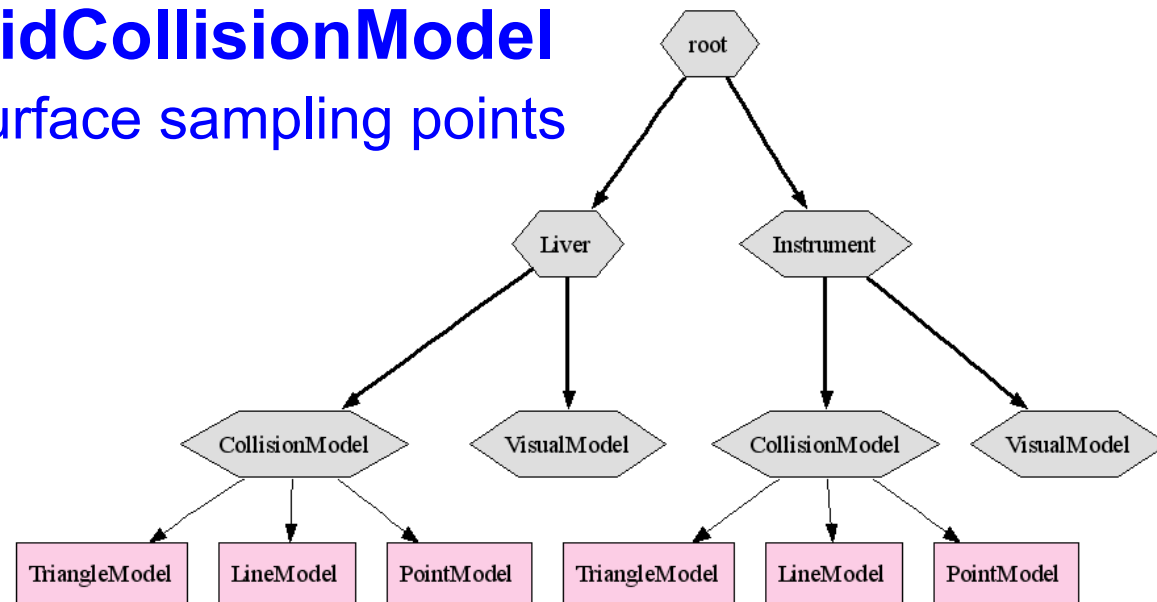 idCollisionModel
urface sampling points
root
Liver
Instrument
CollisionModel
VisualModel
CollisionModel
VisualModel
TriangleModel
LineModel
PointModel
TriangleModel
LineModel
PointModel